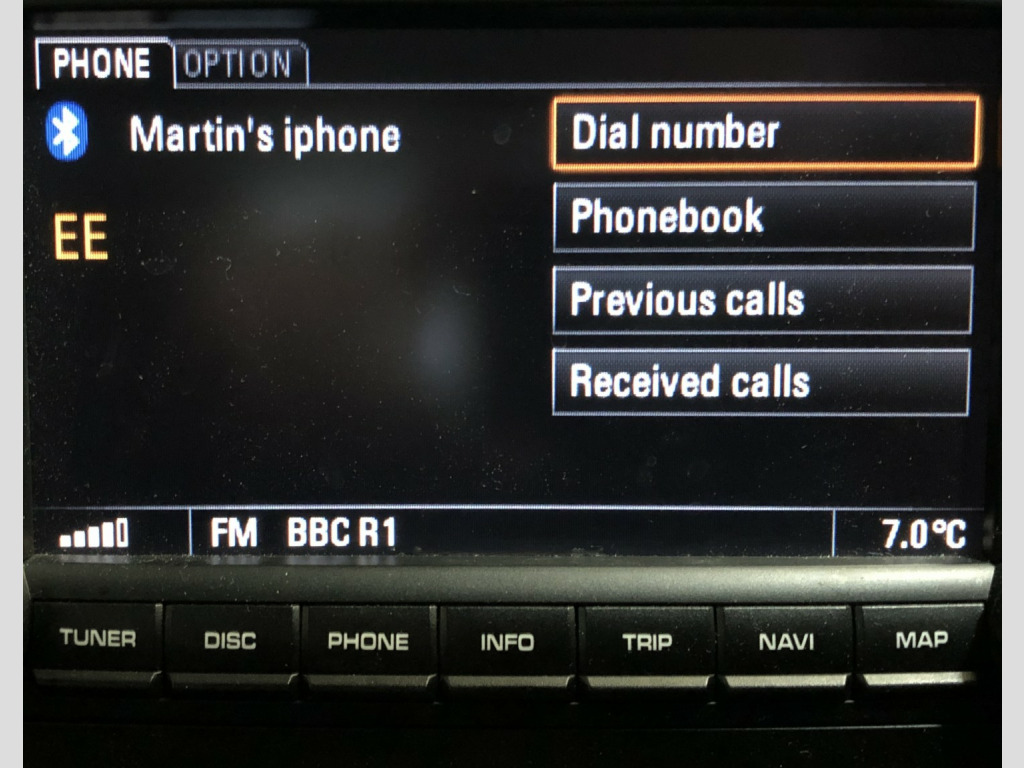 PHONE OPTION
Martin's iphone
Dial number
EE
Phonebook
Previous calls
Received calls
FM BBC R1 7.0°C
TUNER DISC PHONE INFO TRIP NAVI MAP